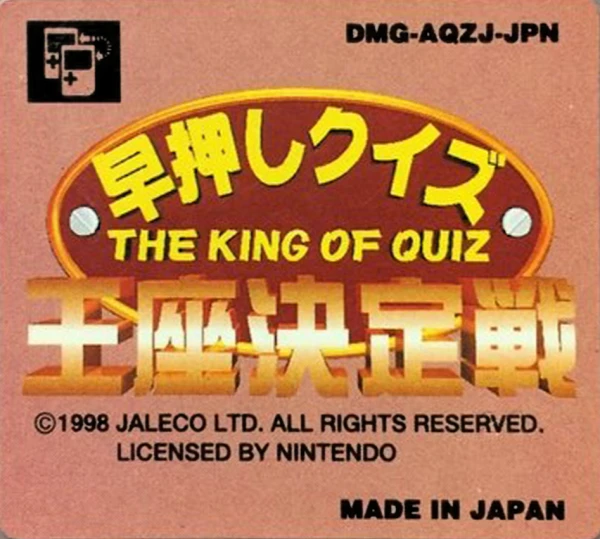 DMG-AQZJ-JPN
早押しクイズ
THE KING OF QUIZ
王座決定戦
©1998 JALECO LTD. ALL RIGHTS RESERVED.
LICENSED BY NINTENDO
MADE IN JAPAN